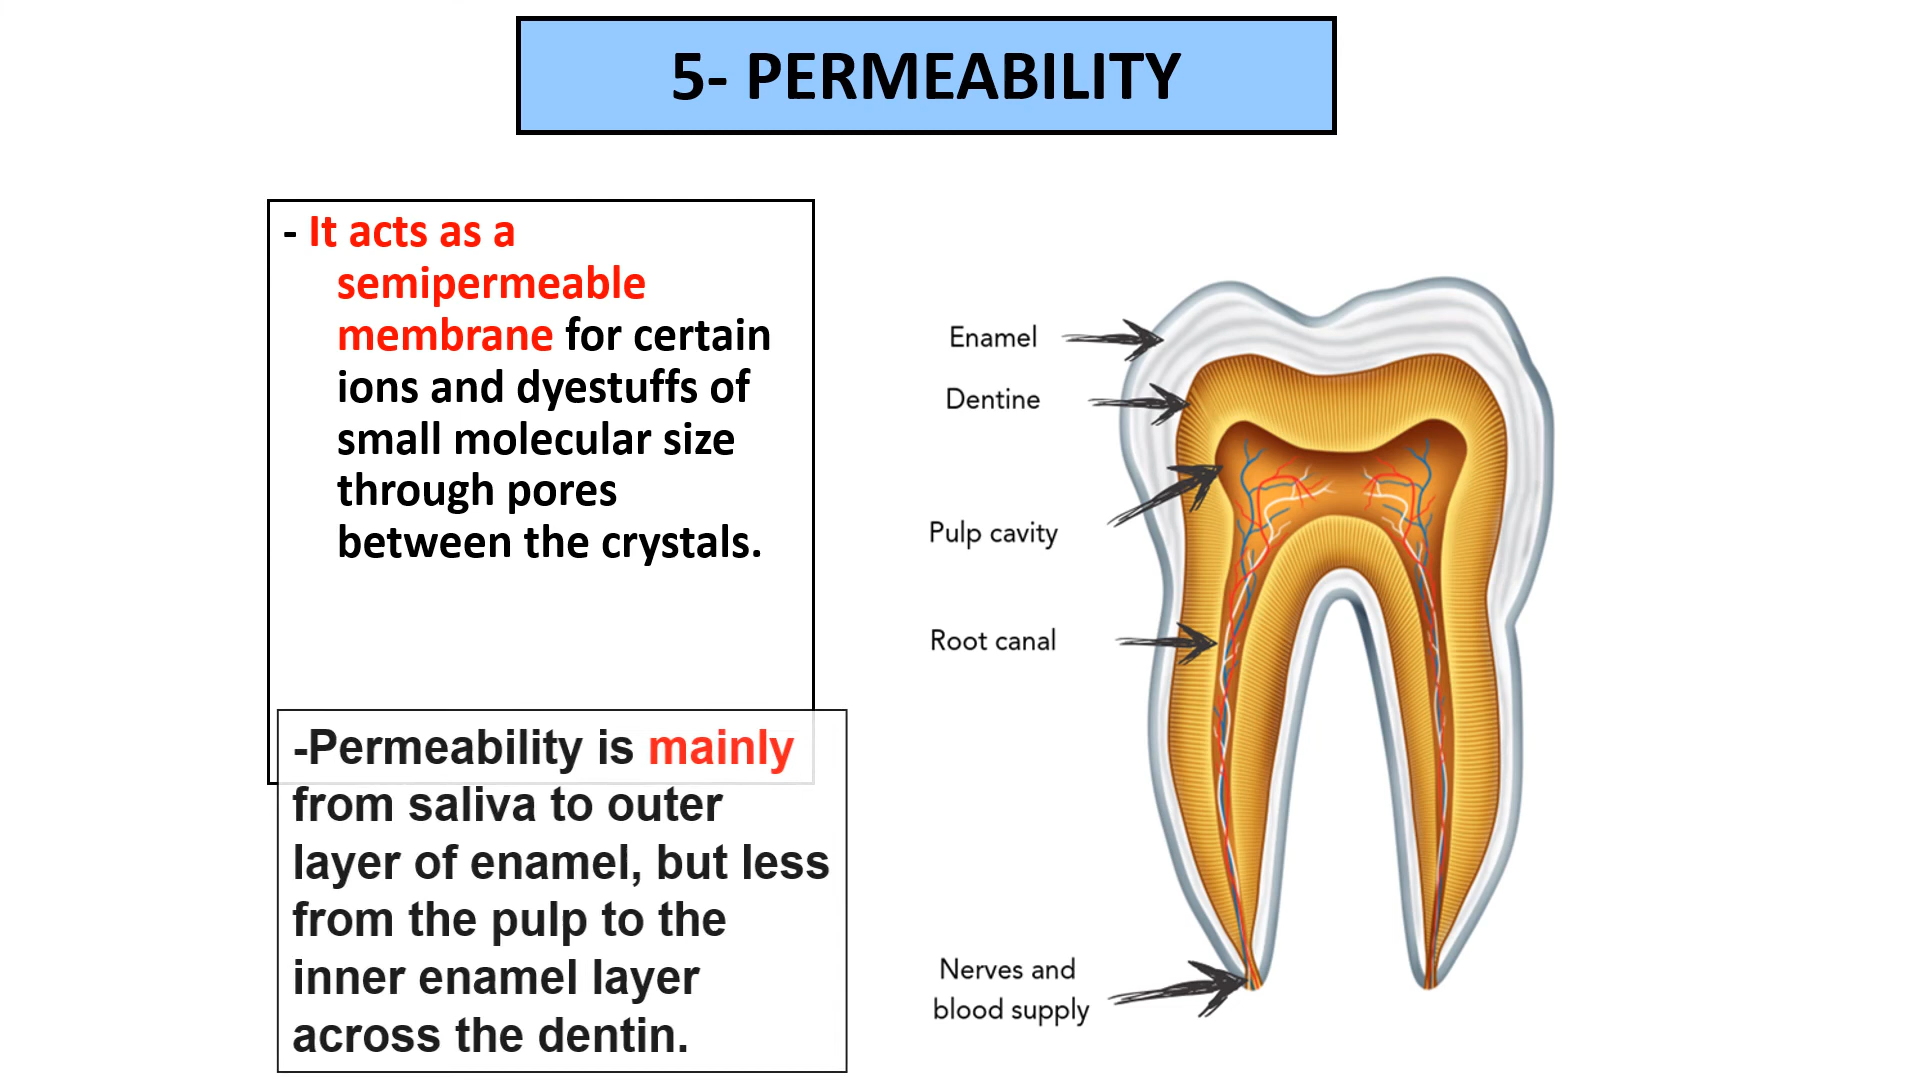 5- PERMEABILITY
- It acts as a
semipermeable
membrane for certain
ions and dyestuffs of
small molecular size
through pores
between the crystals.
-Permeability is mainly
from saliva to outer
layer of enamel, but less
from the pulp to the
inner enamel layer
across the dentin.
Enamel
Dentine
Pulp cavity
Root canal
Nerves and
blood supply